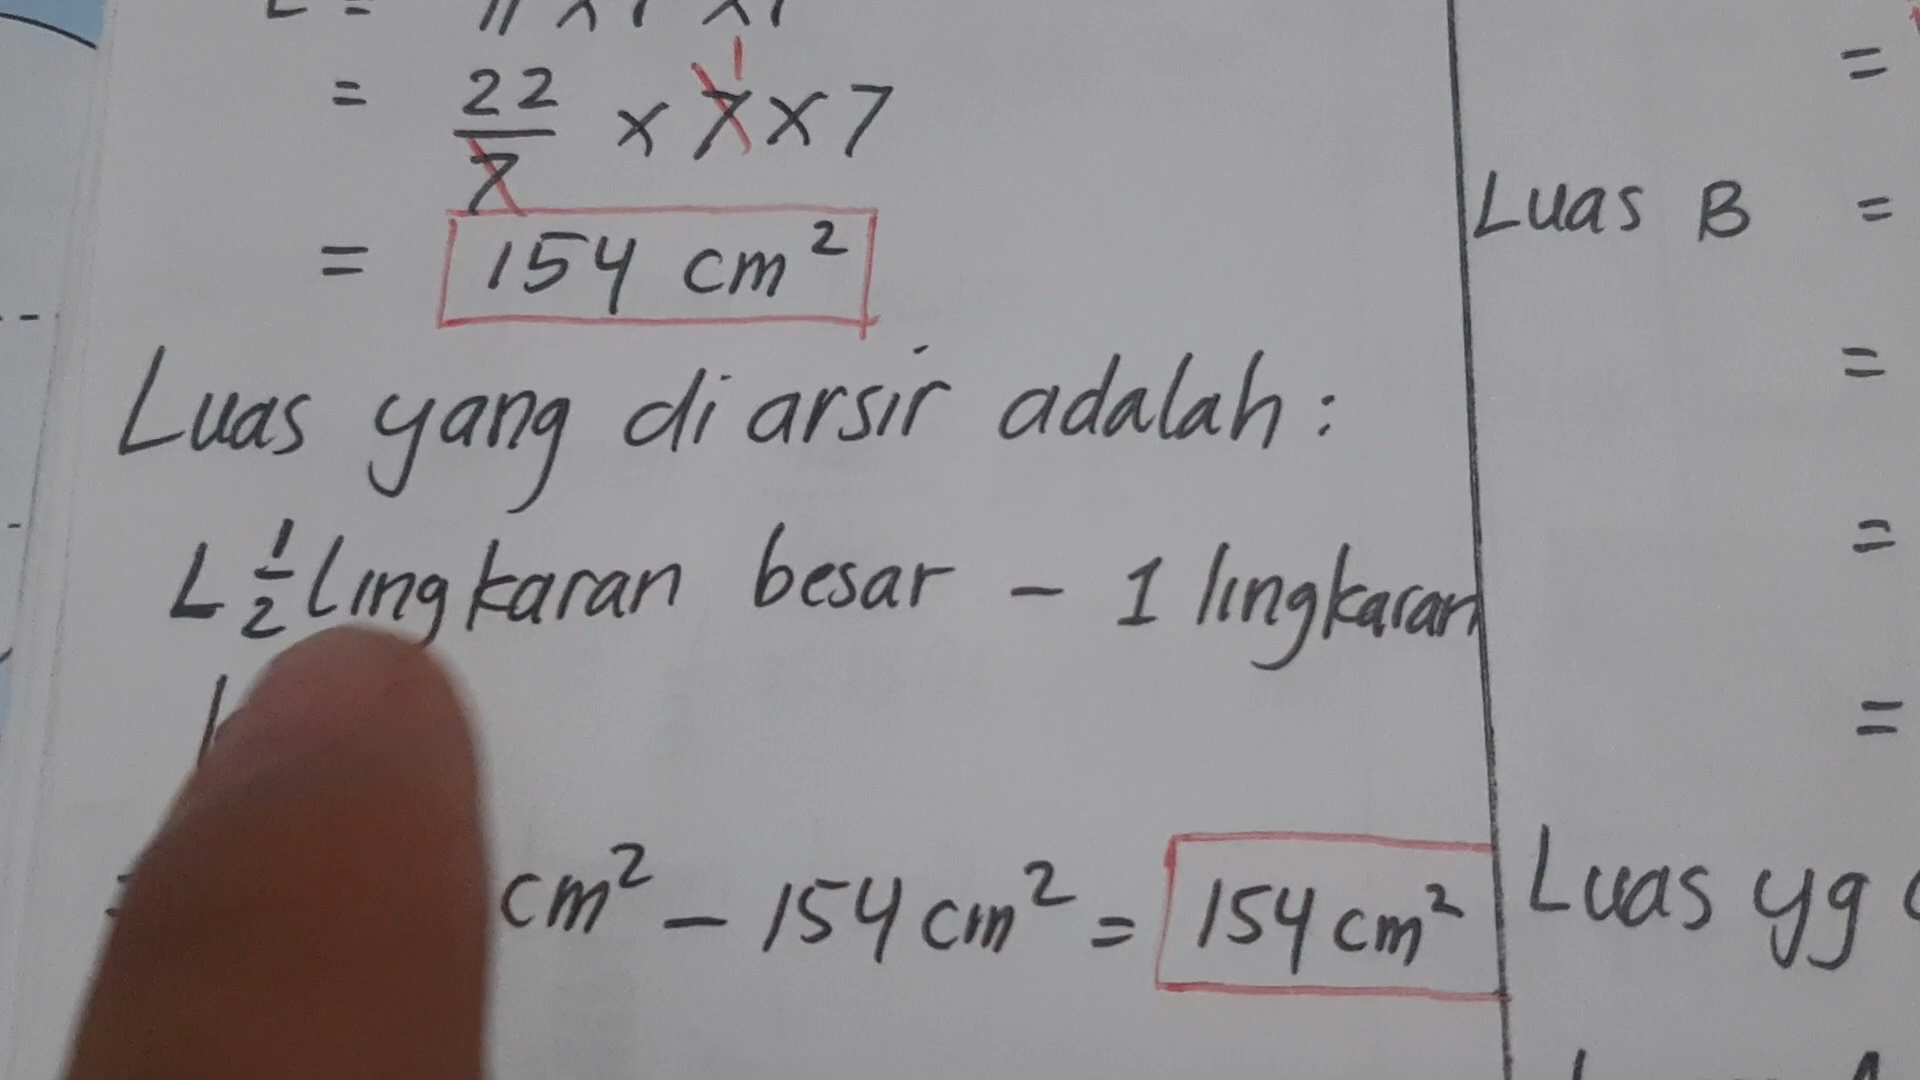 = 22/7 x 7 x 7
1
= 154 cm²
Luas yang di arsir adalah :
L ½ lingkaran besar - 1 lingkaran
cm² - 154 cm² = 154 cm²
=
Luas B =
=
=
=
Luas yg